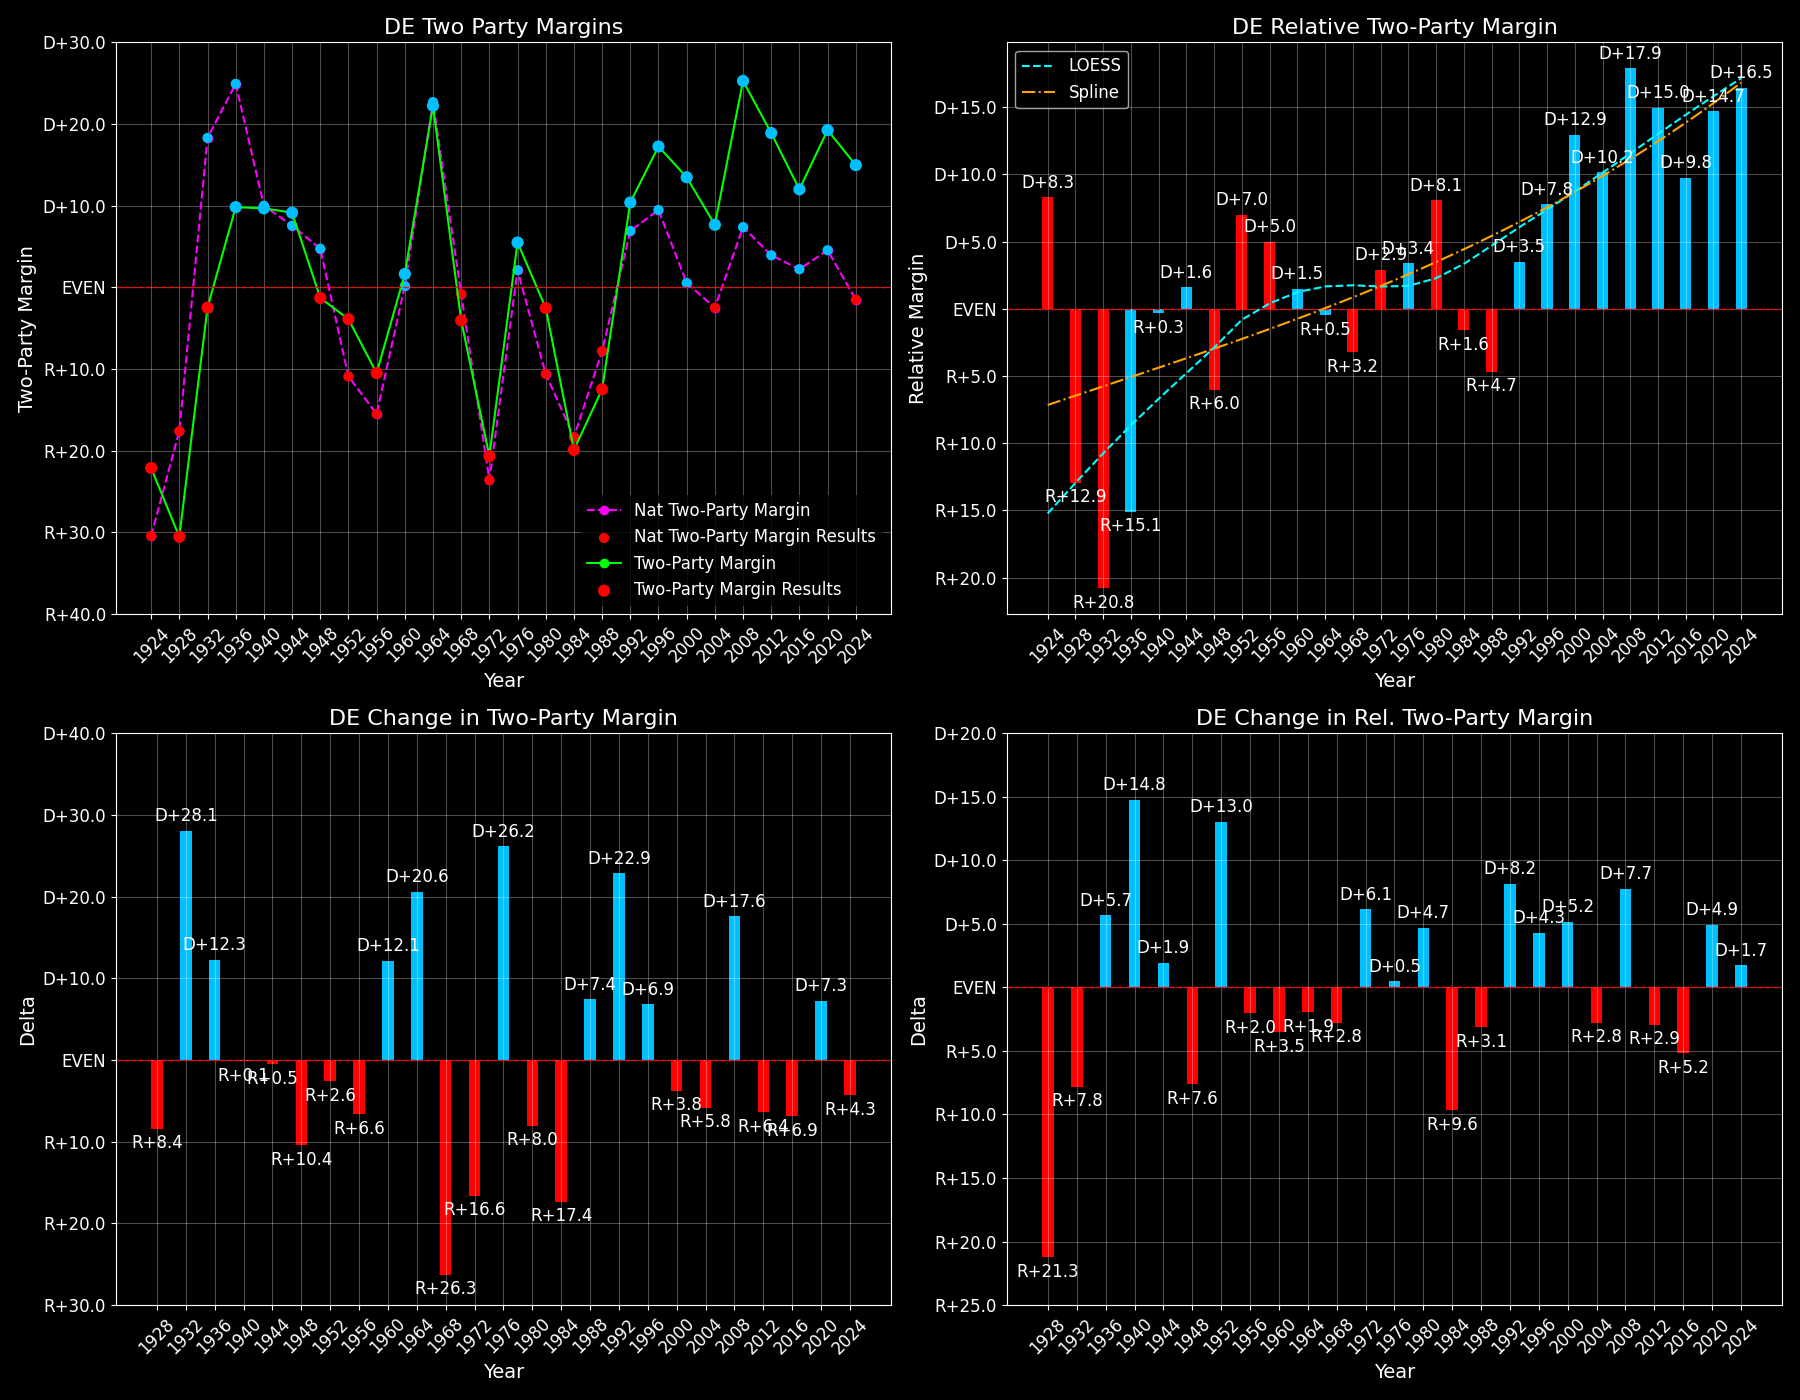 DE Two Party Margins
D+30.0
D+20.0
D+10.0
EVEN
R+10.0
R+20.0
R+30.0
R+40.0
Two-Party Margin
Nat Two-Party Margin
Nat Two-Party Margin Results
Two-Party Margin
Two-Party Margin Results
1924 1928 1932 1936 1940 1944 1948 1952 1956 1960 1964 1968 1972 1976 1980 1984 1988 1992 1996 2000 2004 2008 2012 2016 2020 2024
Year
DE Relative Two-Party Margin
LOESS
Spline
D+15.0
D+10.0
D+5.0
EVEN
R+5.0
R+10.0
R+15.0
R+20.0
Relative Margin
D+8.3
R+12.9
R+20.8
R+15.1
R+0.3
D+1.6
R+6.0
D+7.0
D+5.0
D+1.5
R+0.5
R+3.2
D+2.9
D+3.4
D+8.1
R+1.6
R+4.7
D+3.5
D+7.8
D+12.9
D+10.2
D+17.9
D+15.0
D+9.8
D+14.7
D+16.5
1924 1928 1932 1936 1940 1944 1948 1952 1956 1960 1964 1968 1972 1976 1980 1984 1988 1992 1996 2000 2004 2008 2012 2016 2020 2024
Year
DE Change in Two-Party Margin
D+40.0
D+30.0
D+20.0
D+10.0
EVEN
R+10.0
R+20.0
R+30.0
Delta
R+8.4
D+28.1
D+12.3
R+0.1
R+0.5
R+10.4
R+2.6
R+6.6
D+12.1
D+20.6
R+26.3
R+16.6
D+26.2
R+8.0
R+17.4
D+7.4
D+22.9
D+6.9
R+3.8
R+5.8
D+17.6
R+6.4
R+6.9
D+7.3
R+4.3
1928 1932 1936 1940 1944 1948 1952 1956 1960 1964 1968 1972 1976 1980 1984 1988 1992 1996 2000 2004 2008 2012 2016 2020 2024
Year
DE Change in Rel. Two-Party Margin
D+20.0
D+15.0
D+10.0
D+5.0
EVEN
R+5.0
R+10.0
R+15.0
R+20.0
R+25.0
Delta
R+21.3
R+7.8
D+5.7
D+14.8
D+1.9
R+7.6
D+13.0
R+2.0
R+3.5
R+1.9
R+2.8
D+6.1
D+0.5
D+4.7
R+9.6
R+3.1
D+8.2
D+4.3
D+5.2
R+2.8
D+7.7
R+2.9
R+5.2
D+4.9
D+1.7
1928 1932 1936 1940 1944 1948 1952 1956 1960 1964 1968 1972 1976 1980 1984 1988 1992 1996 2000 2004 2008 2012 2016 2020 2024
Year